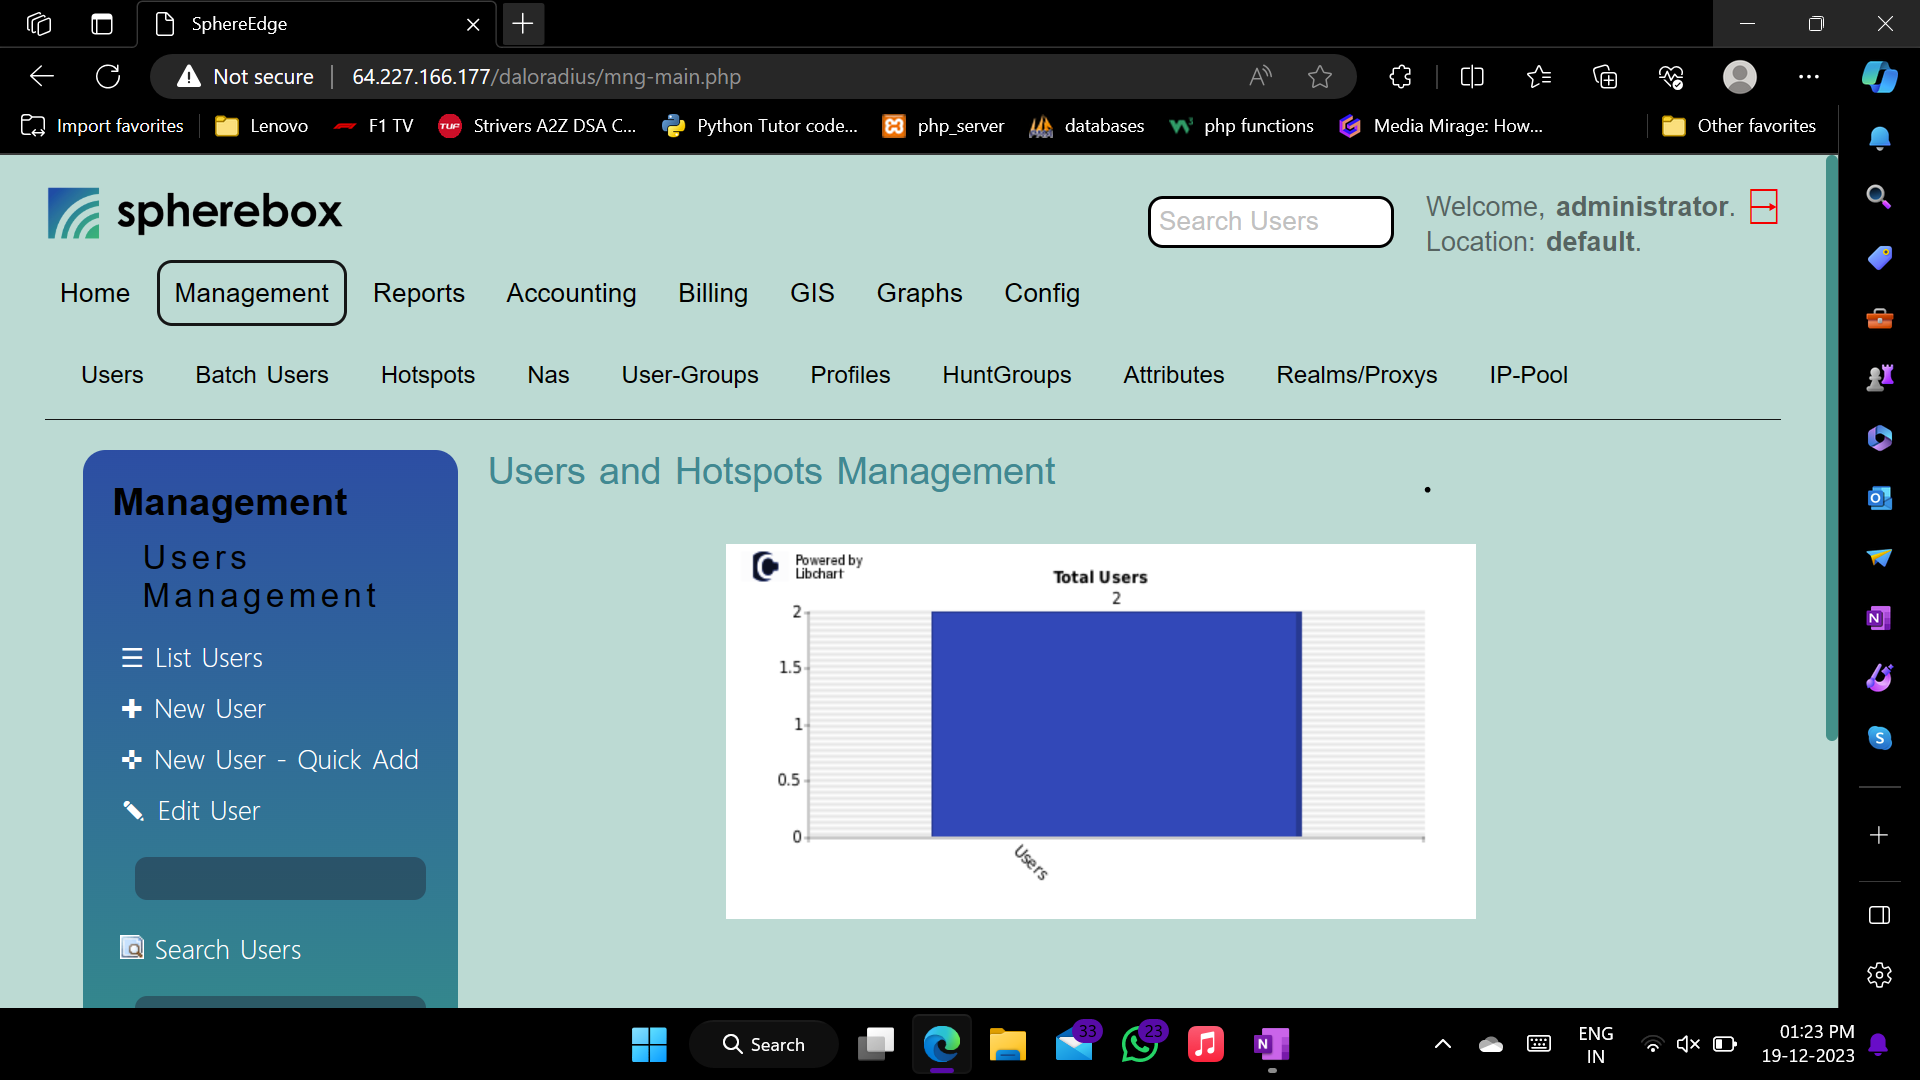 SphereEdge
Not secure
64.227.166.177/daloradius/mng-main.php
Import favorites
Lenovo
F1 TV
TUF
Strivers A2Z DSA C...
Python Tutor code...
php_server
databases
php functions
Media Mirage: How...
Other favorites
spherebox
Search Users
Welcome, administrator.
Location: default.
Home
Management
Reports
Accounting
Billing
GIS
Graphs
Config
Users
Batch Users
Hotspots
Nas
User-Groups
Profiles
HuntGroups
Attributes
Realms/Proxys
IP-Pool
Management
Users
Management
List Users
New User
New User - Quick Add
Edit User
Search Users
Users and Hotspots Management
.
Powered by
Libchart
Total Users
2
2
1.5
1
0.5
0
Users
Search
33
23
N
ENG
IN
01:23 PM
19-12-2023